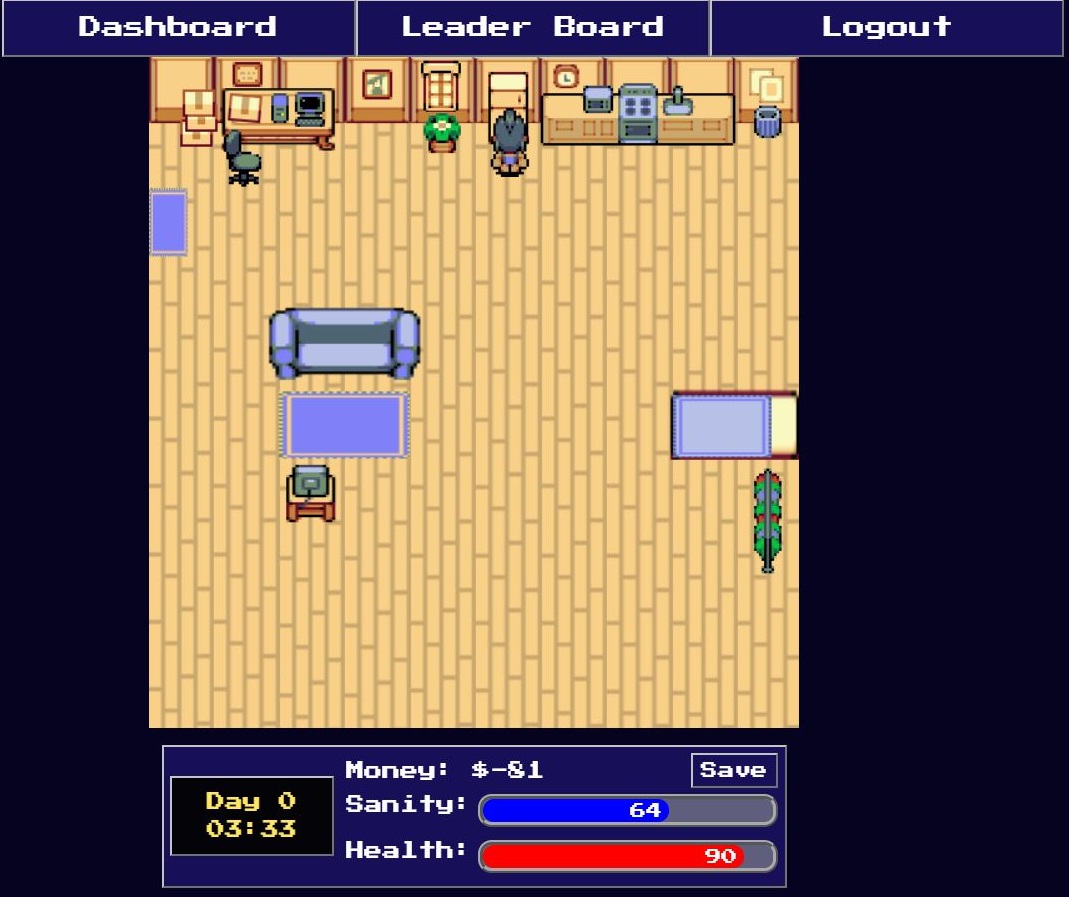 Dashboard
Leader Board
Logout
Money: $-81
Save
Day 0
03:33
Sanity:
64
Health:
90